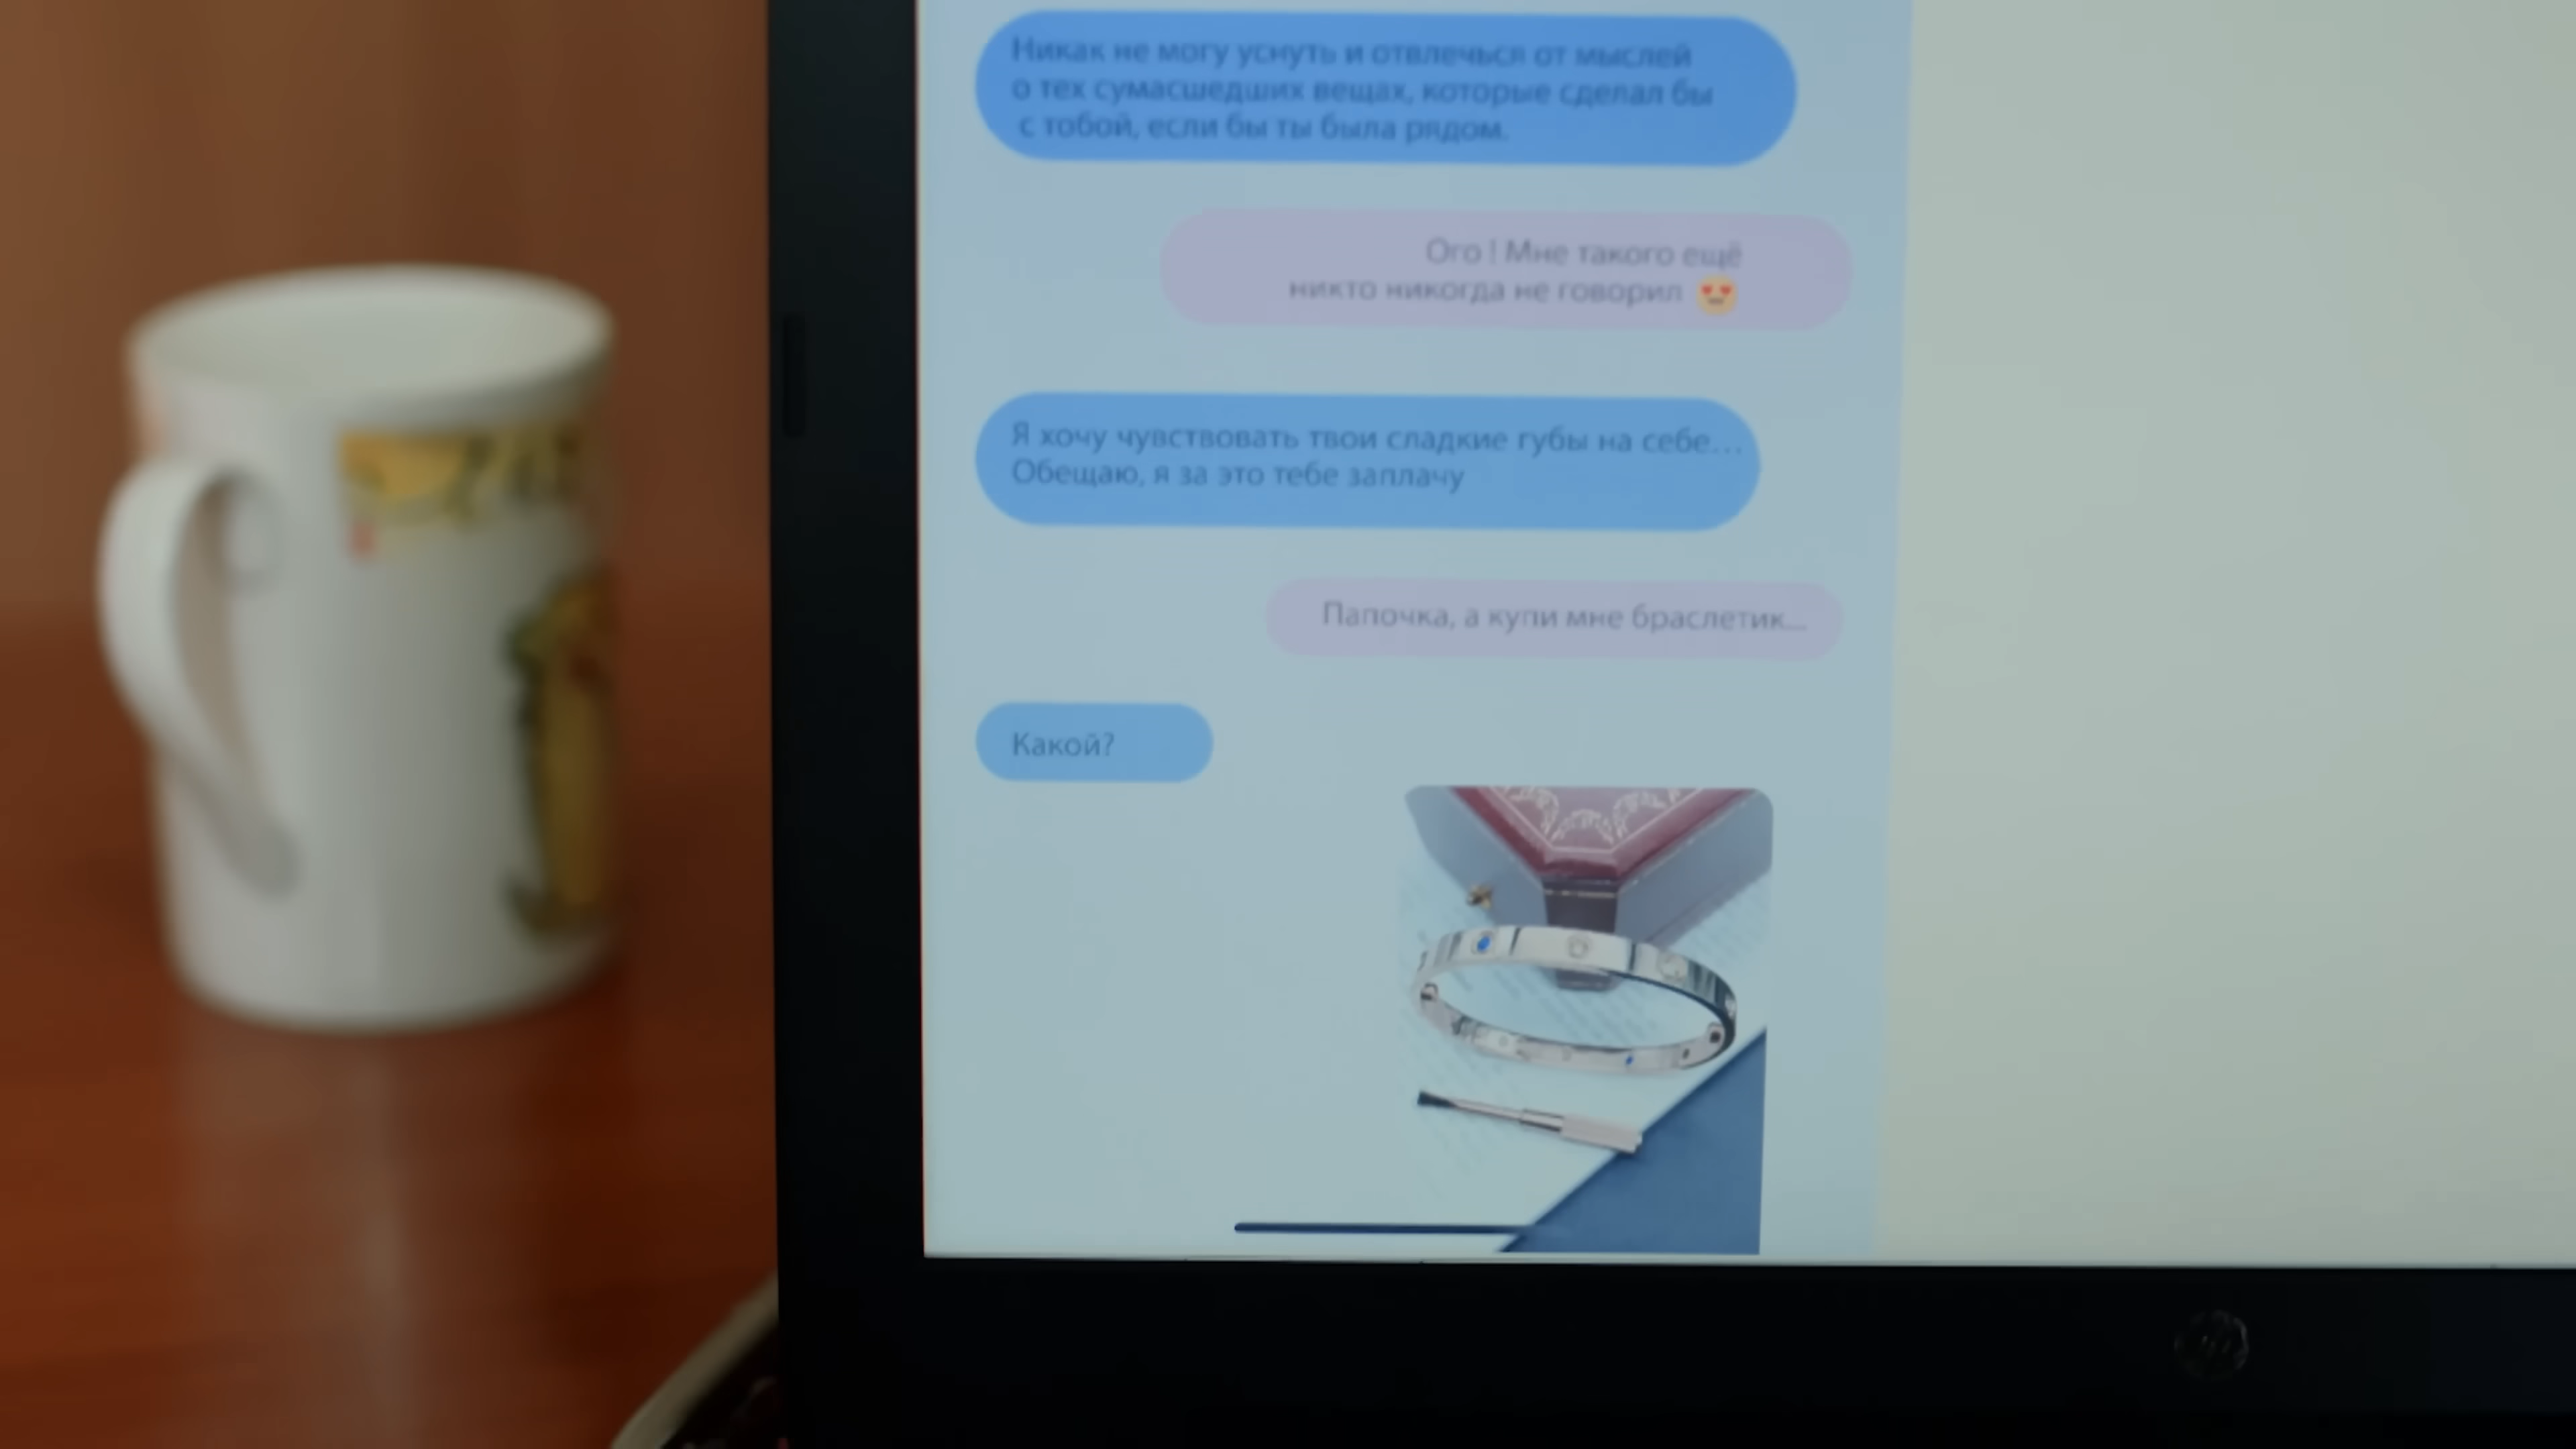 Никак не могу уснуть и отвлечься от мыслей
о тех сумасшедших вещах, которые сделал бы
с тобой, если бы ты была рядом.
Ого ! Мне такого ещё
никто никогда не говорил 😍
Я хочу чувствовать твои сладкие губы на себе...
Обещаю, я за это тебе заплачу
Папочка, а купи мне браслетик...
Какой?